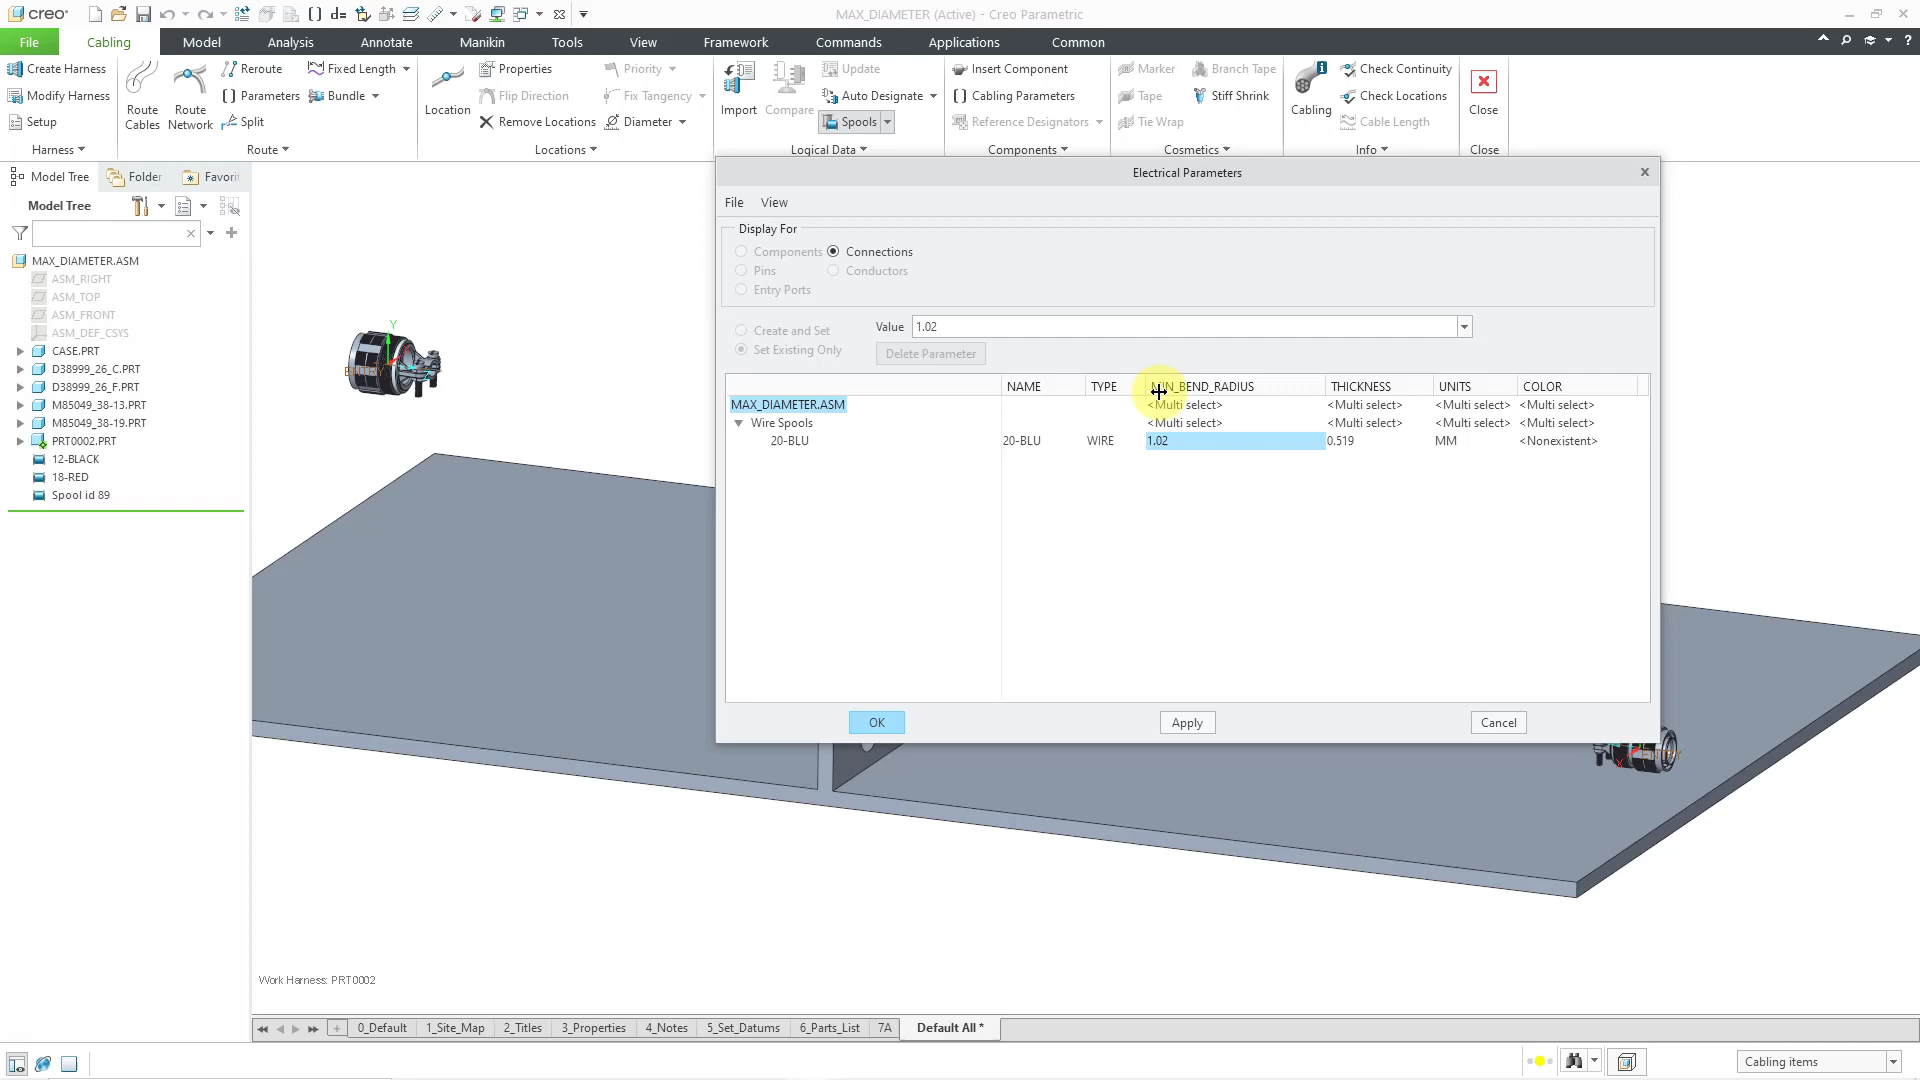 creo
MAX_DIAMETER (Active) - Creo Parametric
File Cabling Model Analysis Annotate Manikin Tools View Framework Commands Applications Common
Create Harness
Modify Harness
Setup
Harness
Route Cables
Route Network
Reroute
Parameters
Split
Fixed Length
Bundle
Route
Location
Properties
Flip Direction
Remove Locations
Priority
Fix Tangency
Diameter
Locations
Import
Compare
Update
Auto Designate
Spools
Logical Data
Insert Component
Cabling Parameters
Reference Designators
Components
Marker
Tape
Tie Wrap
Branch Tape
Stiff Shrink
Cosmetics
Cabling
Check Continuity
Check Locations
Cable Length
Info
Close
Close
Model Tree Folder Favorit
Model Tree
MAX_DIAMETER.ASM
ASM_RIGHT
ASM_TOP
ASM_FRONT
ASM_DEF_CSYS
CASE.PRT
D38999_26_C.PRT
D38999_26_F.PRT
M85049_38-13.PRT
M85049_38-19.PRT
PRT0002.PRT
12-BLACK
18-RED
Spool id 89
Electrical Parameters
File View
Display For
Components Connections
Pins Conductors
Entry Ports
Create and Set
Set Existing Only
Value 1.02
Delete Parameter
NAME TYPE MIN_BEND_RADIUS THICKNESS UNITS COLOR
MAX_DIAMETER.ASM <Multi select> <Multi select> <Multi select> <Multi select>
Wire Spools <Multi select> <Multi select> <Multi select> <Multi select>
20-BLU 20-BLU WIRE 1.02 0.519 MM <Nonexistent>
OK Apply Cancel
Y
X
Work Harness: PRT0002
0_Default 1_Site_Map 2_Titles 3_Properties 4_Notes 5_Set_Datums 6_Parts_List 7A Default All *
Cabling items